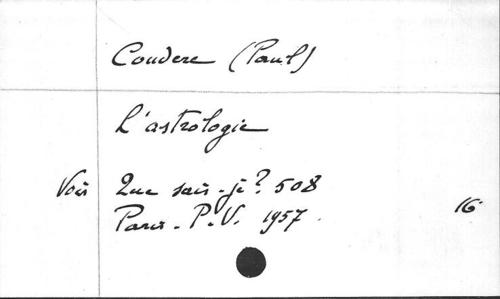 Couderc (Paul)
L'astrologie
Voir Que sais-je? 508
Paris. P.V. 1957. 16°